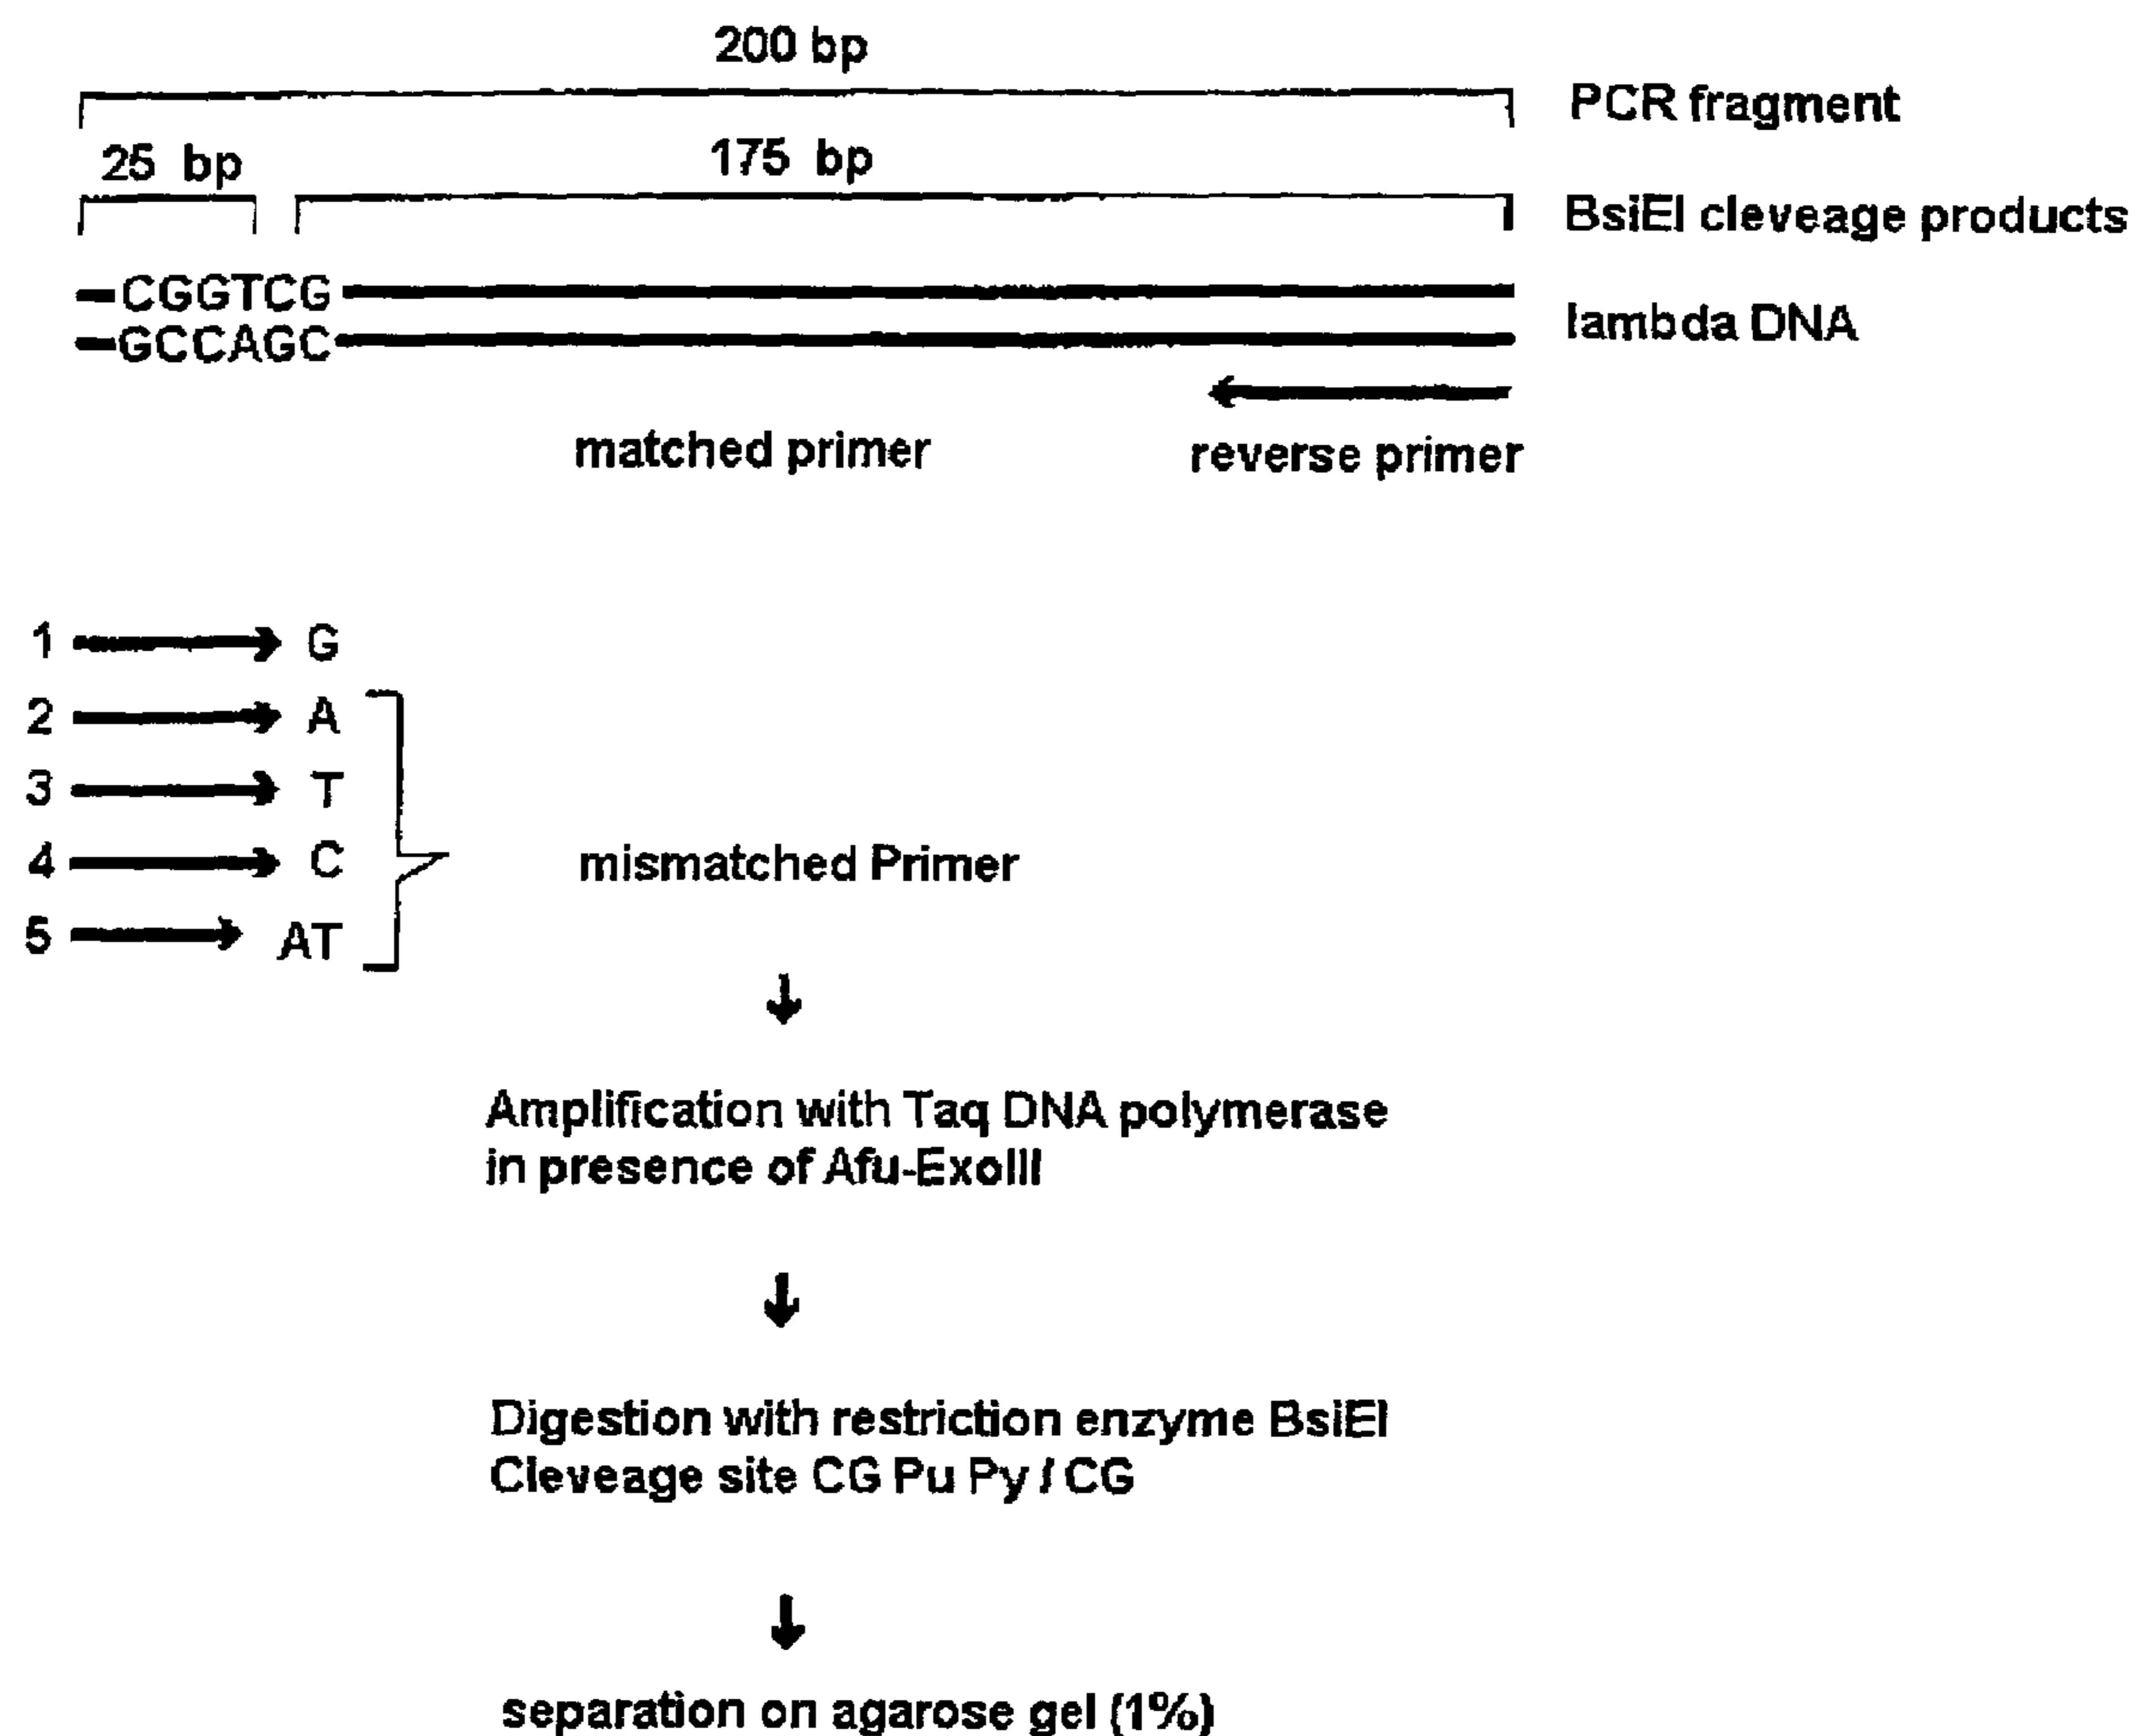 200 bp
PCR fragment
25 bp
175 bp
BsiEI cleveage products
CGGTCG
GCCAGC
lambda DNA
matched primer
reverse primer
1 G
2 A
3 T
4 C
mismatched Primer
5 AT
Amplification with Taq DNA polymerase
in presence of Afu-ExoIII
Digestion with restriction enzyme BsiEI
Cleveage site CG Pu Py / CG
separation on agarose gel (1%)